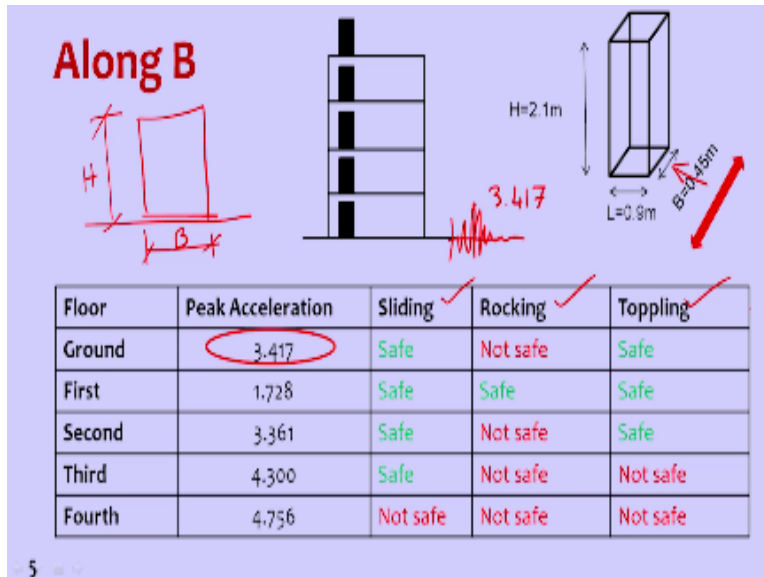 Along B
H
B
3.417
H=2.1m
B=0.45m
L=0.9m
Floor Peak Acceleration Sliding Rocking Toppling
Ground 3.417 Safe Not safe Safe
First 1.728 Safe Safe Safe
Second 3.361 Safe Not safe Safe
Third 4.300 Safe Not safe Not safe
Fourth 4.756 Not safe Not safe Not safe
5